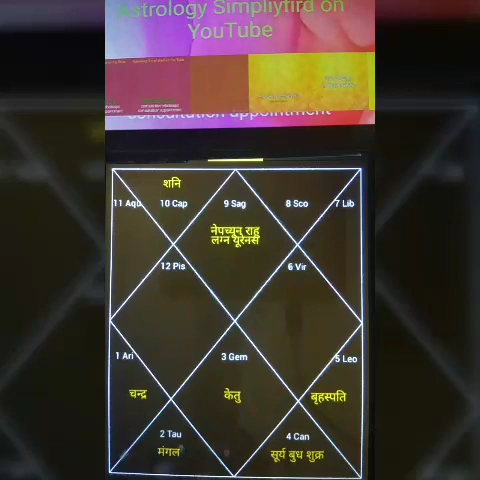 Astrology Simpliyfird on
YouTube
consultation appointment
शनि
11 Aqu 10 Cap 9 Sag 8 Sco 7 Lib
नेपच्यून राहू
लग्न यूरेनस
12 Pis 6 Vir
1 Ari 3 Gem 5 Leo
चन्द्र केतु बृहस्पति
2 Tau 4 Can
मंगल सूर्य बुध शुक्र